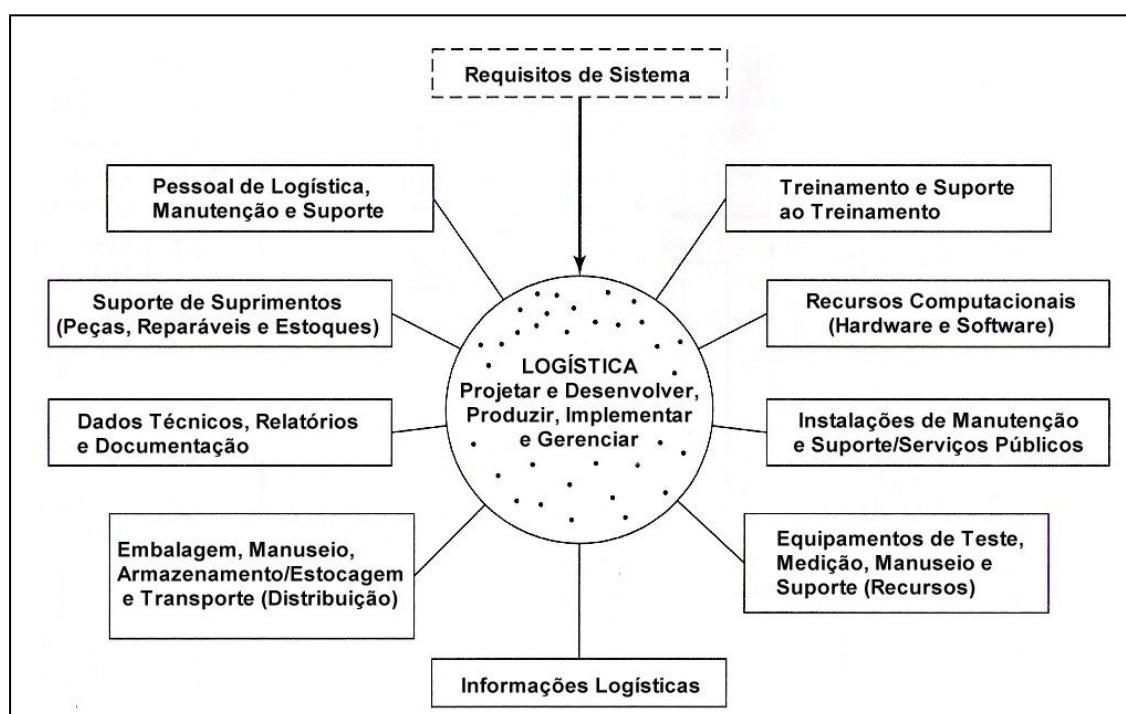 Requisitos de Sistema
Pessoal de Logística,
Manutenção e Suporte
Treinamento e Suporte
ao Treinamento
Suporte de Suprimentos
(Peças, Reparáveis e Estoques)
Recursos Computacionais
(Hardware e Software)
LOGÍSTICA
Projetar e Desenvolver,
Produzir, Implementar
e Gerenciar
Dados Técnicos, Relatórios
e Documentação
Instalações de Manutenção
e Suporte/Serviços Públicos
Embalagem, Manuseio,
Armazenamento/Estocagem
e Transporte (Distribuição)
Equipamentos de Teste,
Medição, Manuseio e
Suporte (Recursos)
Informações Logísticas